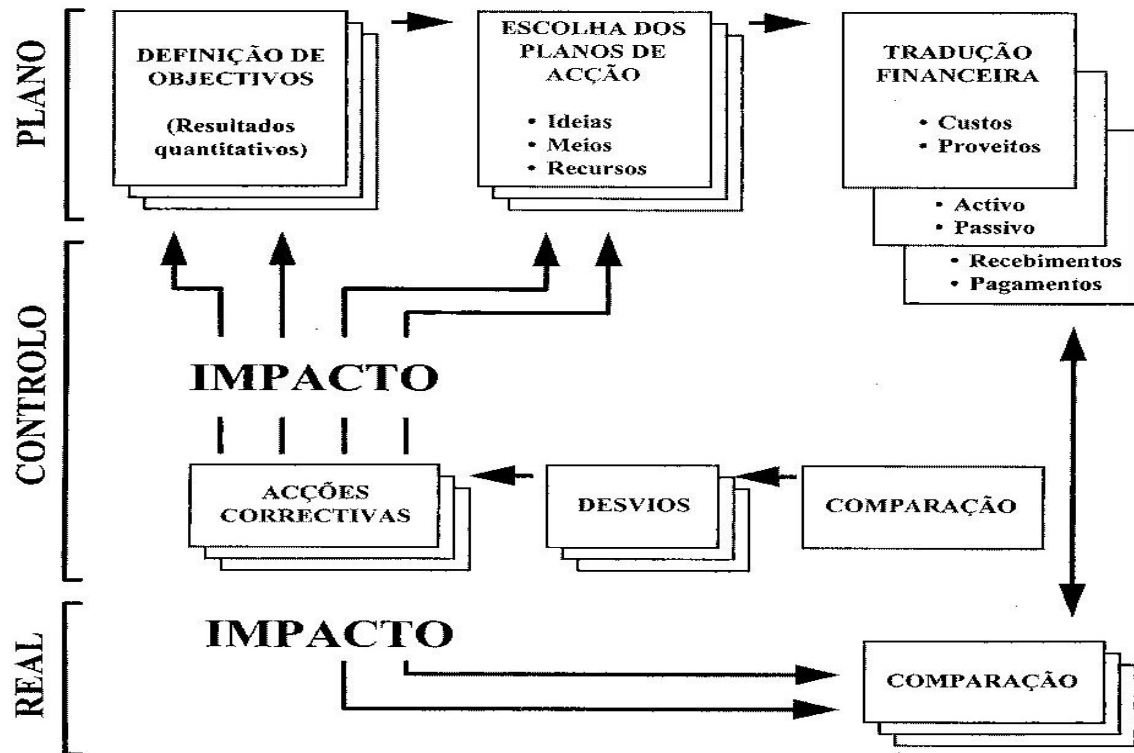 PLANO
DEFINIÇÃO DE
OBJECTIVOS
(Resultados
quantitativos)
ESCOLHA DOS
PLANOS DE
ACÇÃO
• Ideias
• Meios
• Recursos
TRADUÇÃO
FINANCEIRA
• Custos
• Proveitos
• Activo
• Passivo
• Recebimentos
• Pagamentos
CONTROLO
IMPACTO
ACÇÕES
CORRECTIVAS
DESVIOS
COMPARAÇÃO
REAL
IMPACTO
COMPARAÇÃO